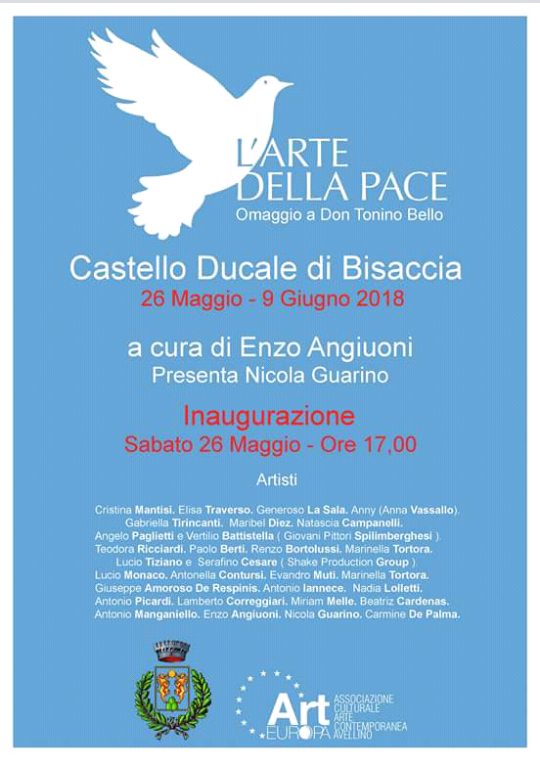 L'ARTE
DELLA PACE
Omaggio a Don Tonino Bello
Castello Ducale di Bisaccia
26 Maggio - 9 Giugno 2018
a cura di Enzo Angiuoni
Presenta Nicola Guarino
Inaugurazione
Sabato 26 Maggio - Ore 17,00
Artisti
Cristina Mantisi. Elisa Traverso. Generoso La Sala. Anny (Anna Vassallo).
Gabriella Tirincanti. Maribel Diez. Natascia Campanelli.
Angelo Paglietti e Vertilio Battistella ( Giovani Pittori Spilimberghesi ).
Teodora Ricciardi. Paolo Berti. Renzo Bortolussi. Marinella Tortora.
Lucio Tiziano e Serafino Cesare ( Shake Production Group ).
Lucio Monaco. Antonella Contursi. Evandro Muti. Marinella Tortora.
Giuseppe Amoroso De Respinis. Antonio Iannece. Nadia Lolletti.
Antonio Picardi. Lamberto Correggiari. Miriam Melle. Beatriz Cardenas.
Antonio Manganiello. Enzo Angiuoni. Nicola Guarino. Carmine De Palma.
Art
EUROPA
ASSOCIAZIONE
CULTURALE
ARTE
CONTEMPORANEA
AVELLINO